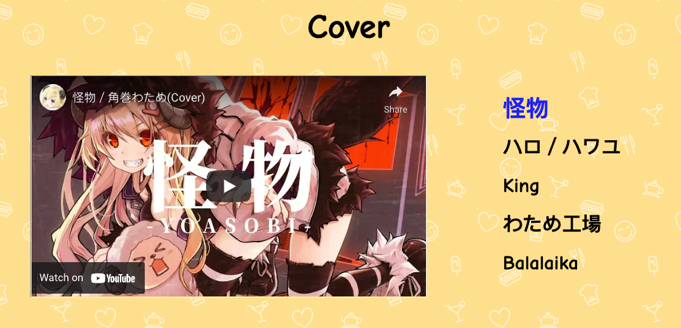 Cover
怪物 / 角巻わため(Cover)
Share
怪物
-YOASOBI-
Watch on YouTube
怪物
ハロ / ハワユ
King
わため工場
Balalaika